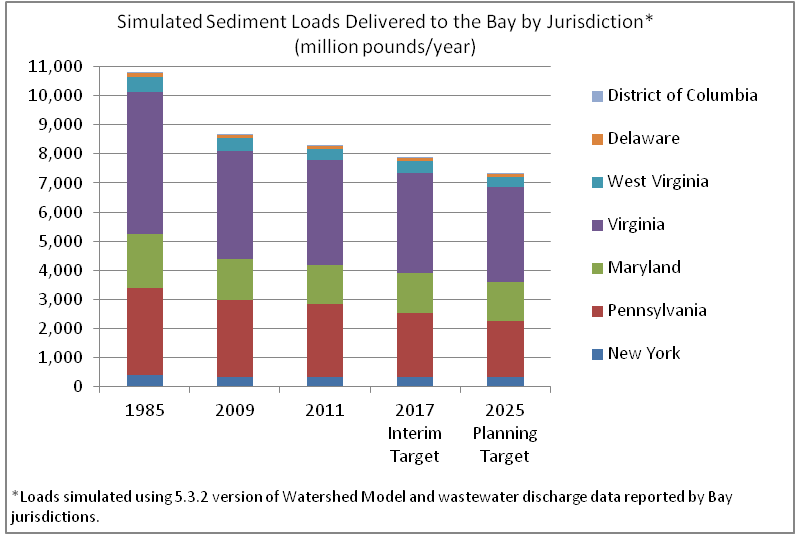 Simulated Sediment Loads Delivered to the Bay by Jurisdiction*
(million pounds/year)
11,000
10,000
9,000
8,000
7,000
6,000
5,000
4,000
3,000
2,000
1,000
0
1985
2009
2011
2017
Interim
Target
2025
Planning
Target
District of Columbia
Delaware
West Virginia
Virginia
Maryland
Pennsylvania
New York
*Loads simulated using 5.3.2 version of Watershed Model and wastewater discharge data reported by Bay
jurisdictions.